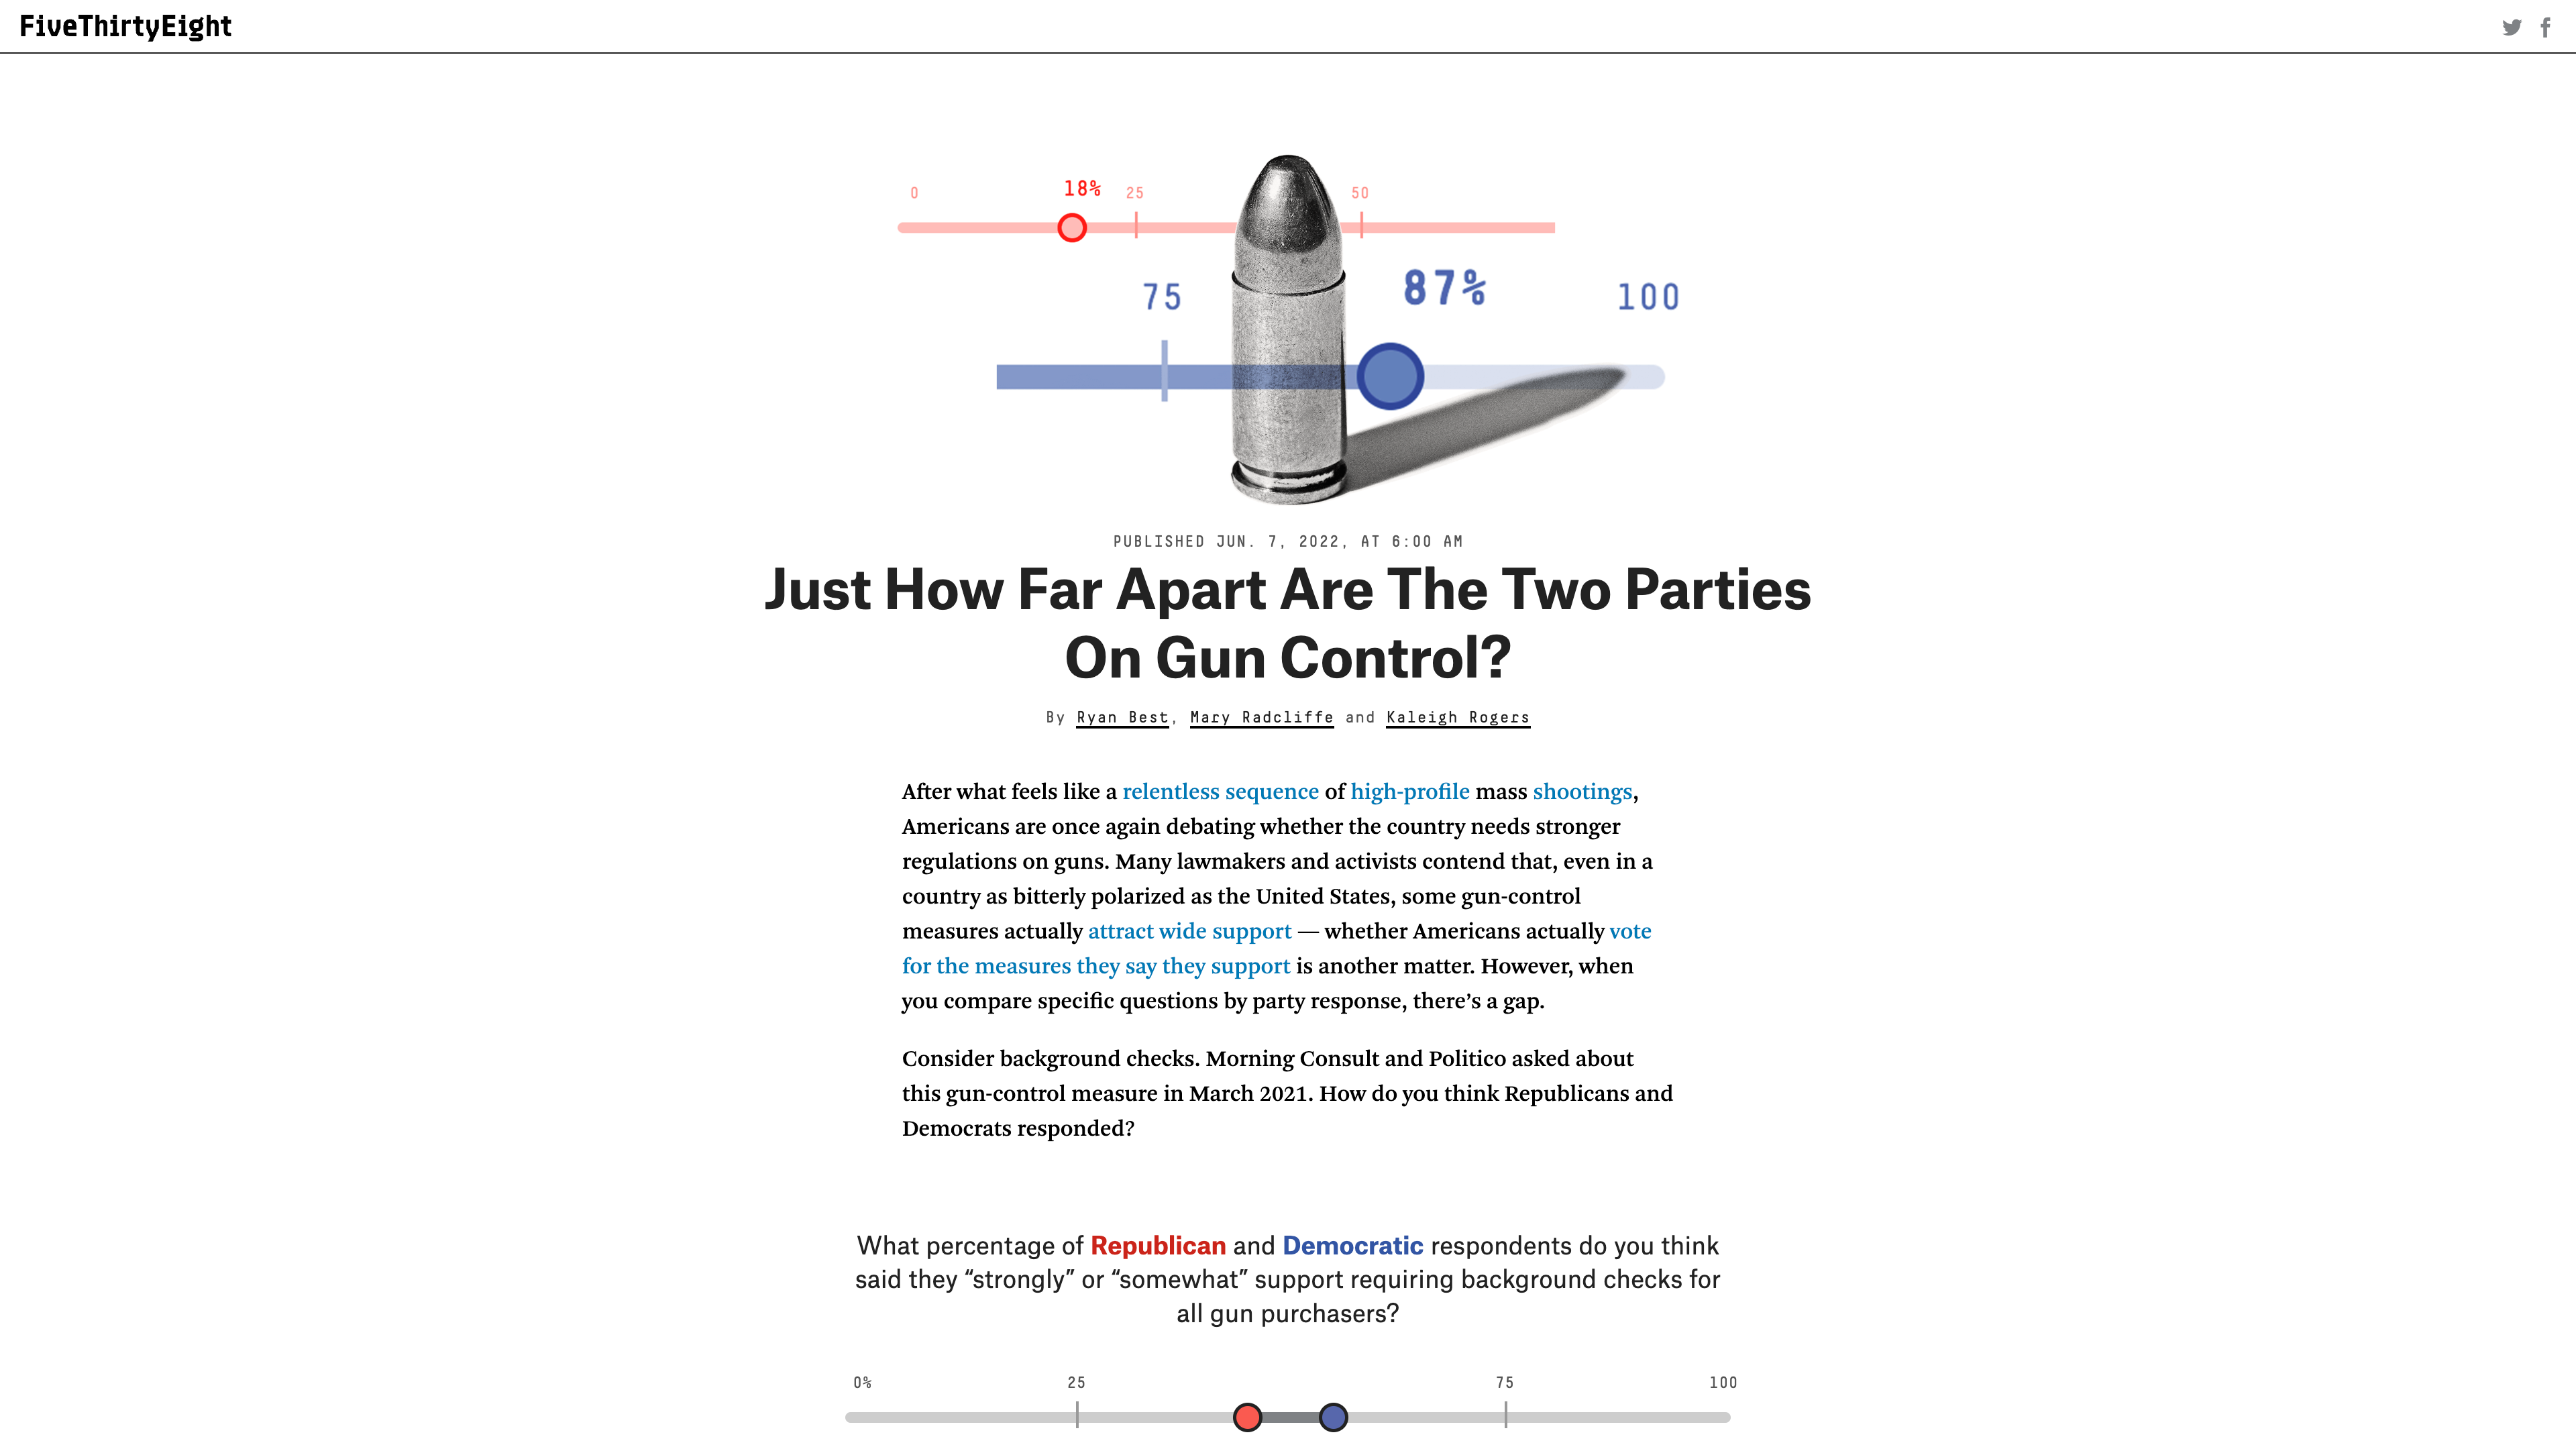 FiveThirtyEight
0 18% 25 50
75 87% 100
PUBLISHED JUN. 7, 2022, AT 6:00 AM
Just How Far Apart Are The Two Parties
On Gun Control?
By Ryan Best, Mary Radcliffe and Kaleigh Rogers
After what feels like a relentless sequence of high-profile mass shootings,
Americans are once again debating whether the country needs stronger
regulations on guns. Many lawmakers and activists contend that, even in a
country as bitterly polarized as the United States, some gun-control
measures actually attract wide support — whether Americans actually vote
for the measures they say they support is another matter. However, when
you compare specific questions by party response, there’s a gap.
Consider background checks. Morning Consult and Politico asked about
this gun-control measure in March 2021. How do you think Republicans and
Democrats responded?
What percentage of Republican and Democratic respondents do you think
said they “strongly” or “somewhat” support requiring background checks for
all gun purchasers?
0% 25 75 100